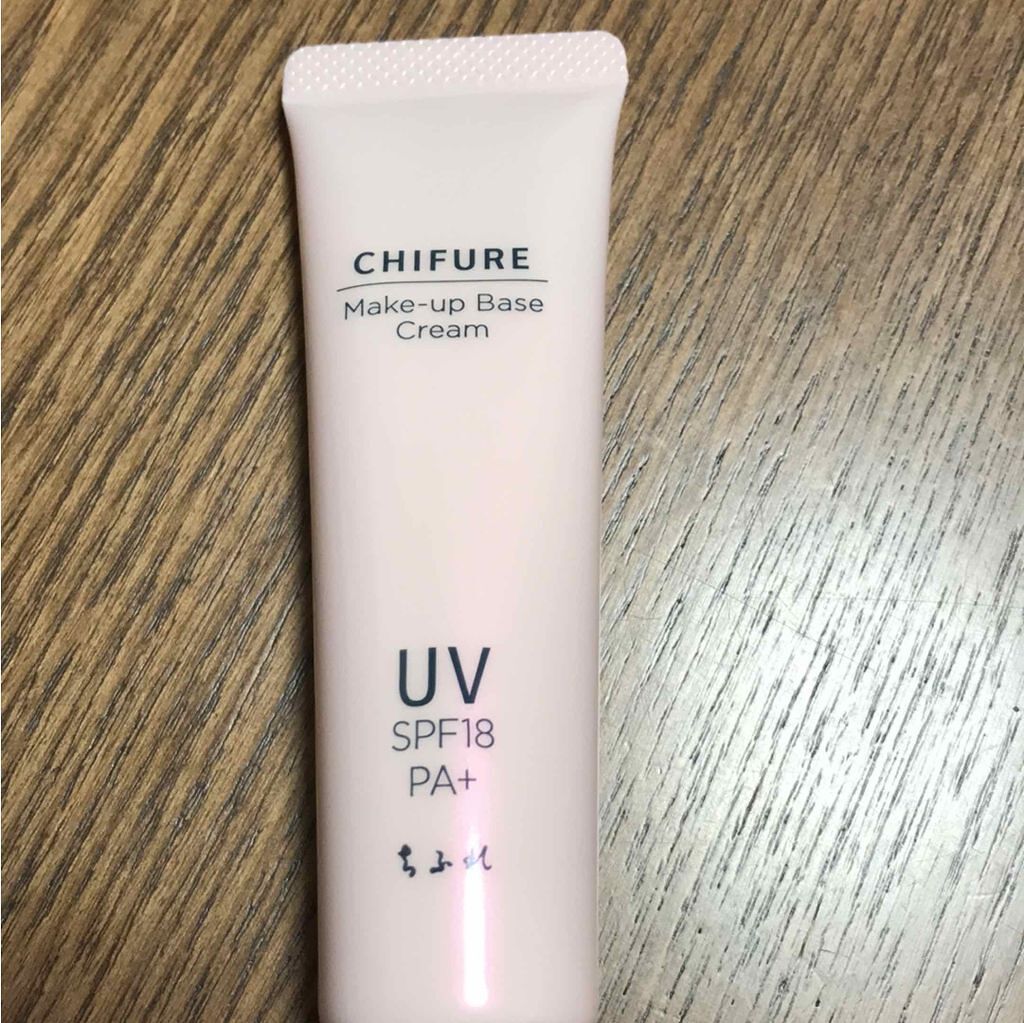 CHIFURE
Make-up Base
Cream
UV
SPF18
PA+
ちふれ